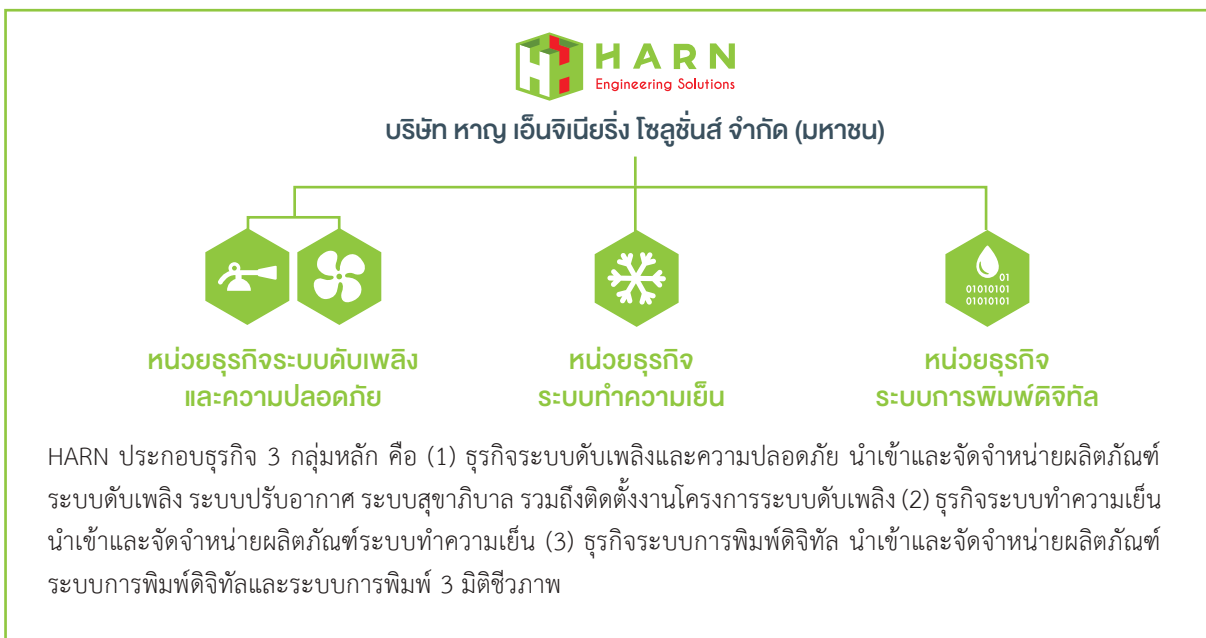 HARN
Engineering Solutions
บริษัท หาญ เอ็นจิเนียริ่ง โซลูชั่นส์ จำกัด (มหาชน)
01
01010101
01010101
หน่วยธุรกิจระบบดับเพลิง
และความปลอดภัย
หน่วยธุรกิจ
ระบบทำความเย็น
หน่วยธุรกิจ
ระบบการพิมพ์ดิจิทัล
HARN ประกอบธุรกิจ 3 กลุ่มหลัก คือ (1) ธุรกิจระบบดับเพลิงและความปลอดภัย นำเข้าและจัดจำหน่ายผลิตภัณฑ์
ระบบดับเพลิง ระบบปรับอากาศ ระบบสุขาภิบาล รวมถึงติดตั้งงานโครงการระบบดับเพลิง (2) ธุรกิจระบบทำความเย็น
นำเข้าและจัดจำหน่ายผลิตภัณฑ์ระบบทำความเย็น (3) ธุรกิจระบบการพิมพ์ดิจิทัล นำเข้าและจัดจำหน่ายผลิตภัณฑ์
ระบบการพิมพ์ดิจิทัลและระบบการพิมพ์ 3 มิติชีวภาพ